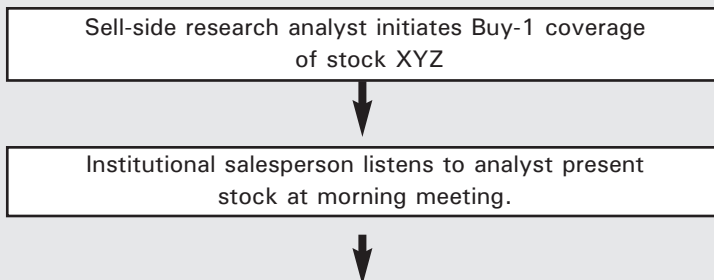 Sell-side research analyst initiates Buy-1 coverage
of stock XYZ
Institutional salesperson listens to analyst present
stock at morning meeting.